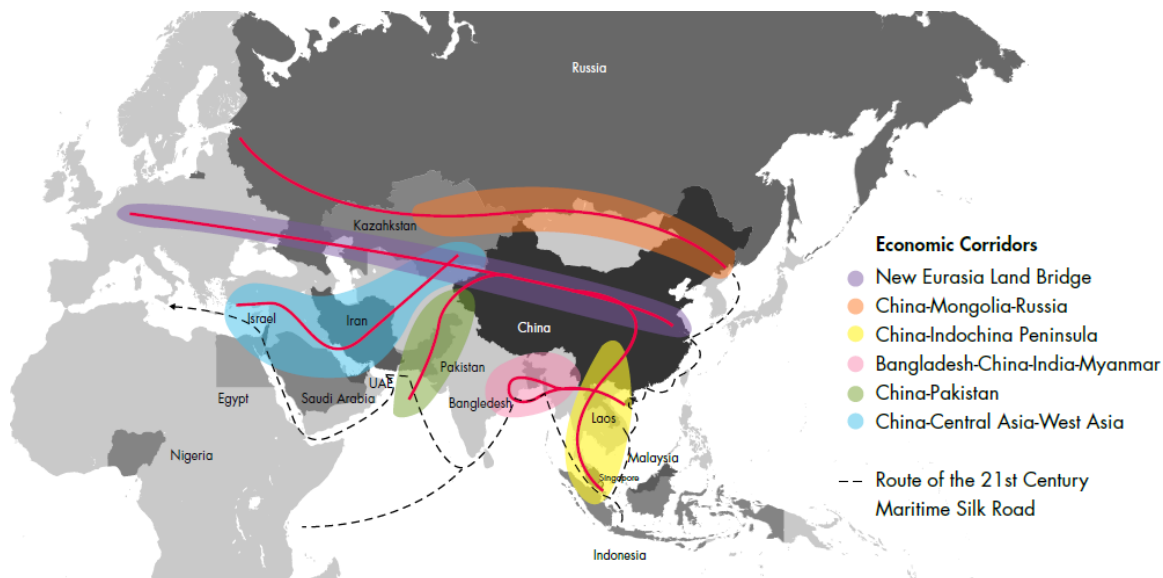 Russia
Kazahkstan
China
Israel
Iran
Pakistan
UAE
Egypt
Saudi Arabia
Bangledesh
Laos
Nigeria
Malaysia
Singapore
Indonesia
Economic Corridors
New Eurasia Land Bridge
China-Mongolia-Russia
China-Indochina Peninsula
Bangladesh-China-India-Myanmar
China-Pakistan
China-Central Asia-West Asia
Route of the 21st Century
Maritime Silk Road